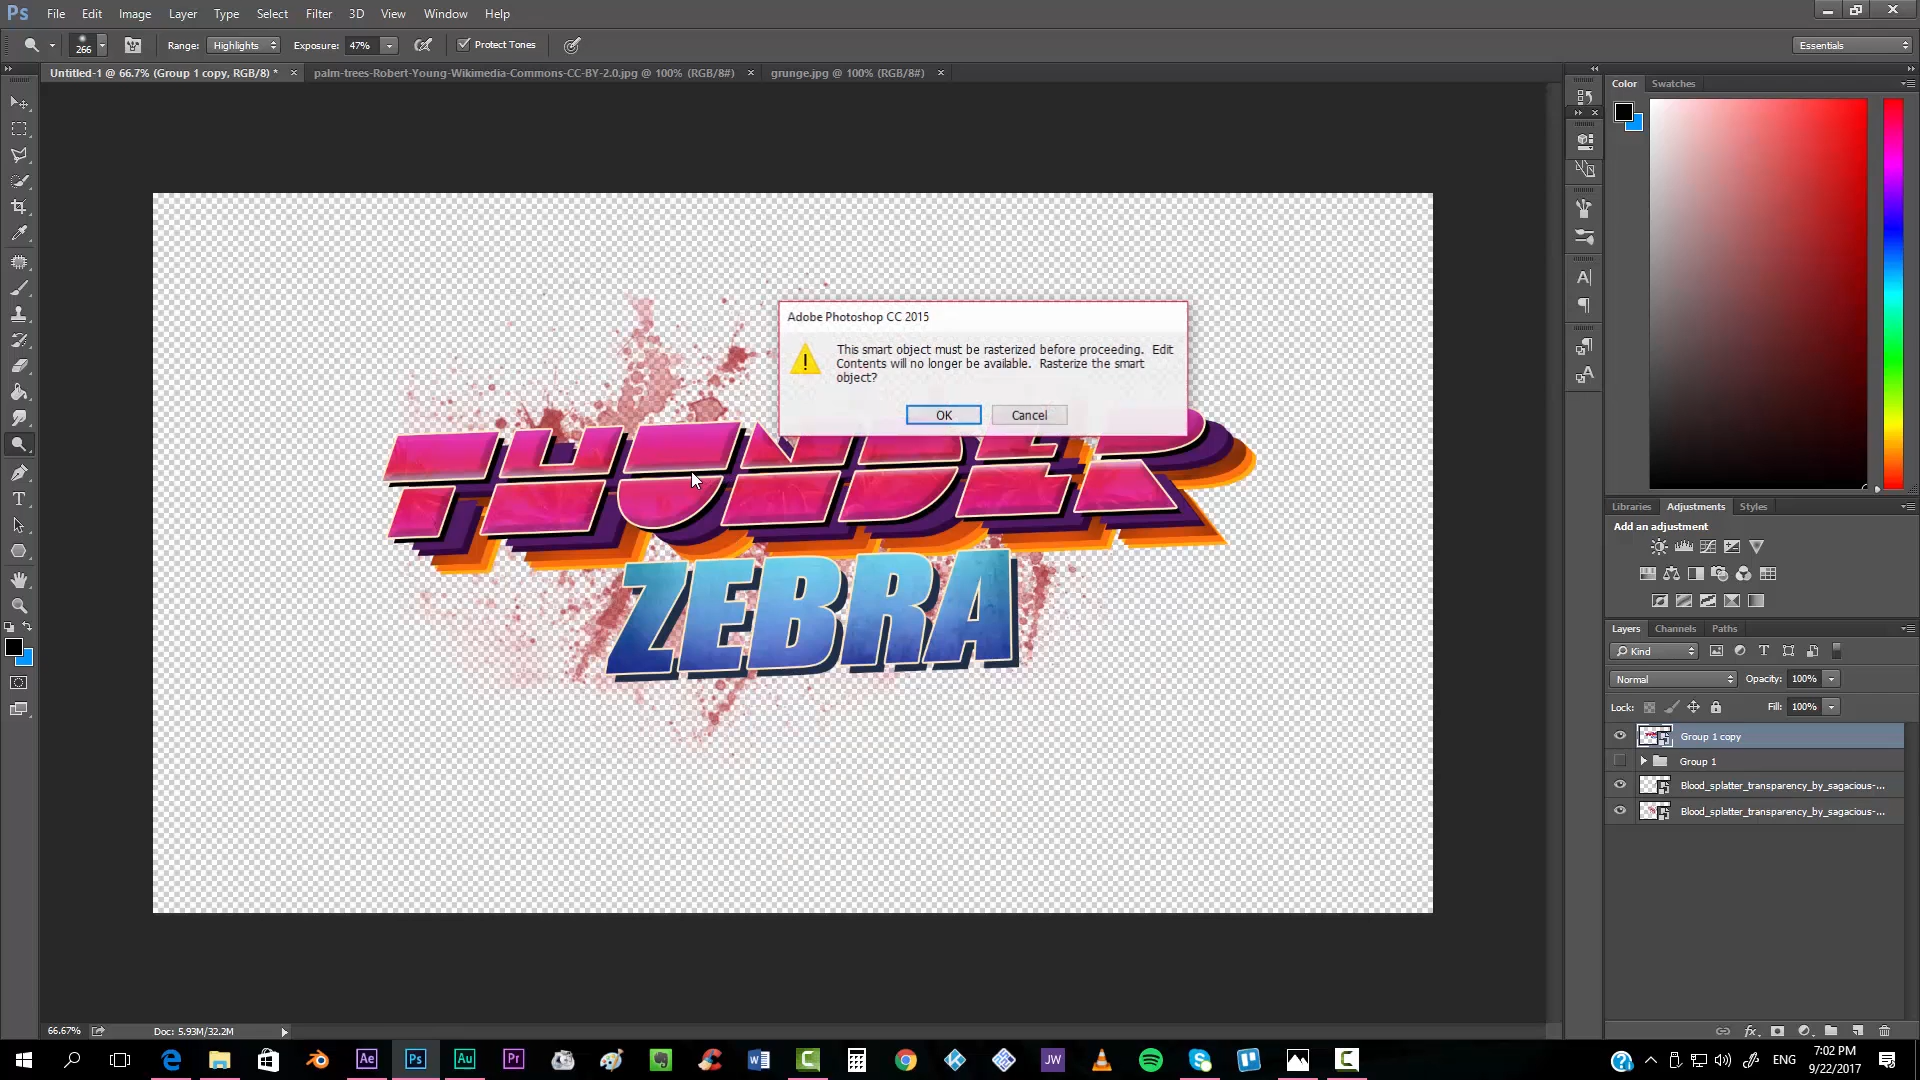 Ps File Edit Image Layer Type Select Filter 3D View Window Help
266 Range: Highlights Exposure: 47% Protect Tones Essentials
Untitled-1 @ 66.7% (Group 1 copy, RGB/8) * palm-trees-Robert-Young-Wikimedia-Commons-CC-BY-2.0.jpg @ 100% (RGB/8#) grunge.jpg @ 100% (RGB/8#)
Color Swatches
Adobe Photoshop CC 2015
This smart object must be rasterized before proceeding. Edit
Contents will no longer be available. Rasterize the smart
object?
OK Cancel
THUNDER
ZEBRA
Libraries Adjustments Styles
Add an adjustment
Layers Channels Paths
Kind
Normal Opacity: 100%
Lock: Fill: 100%
Group 1 copy
Group 1
Blood_splatter_transparency_by_sagacious-...
Blood_splatter_transparency_by_sagacious-...
66.67% Doc: 5.93M/32.2M
Ae Ps Au Pr JW ENG
7:02 PM
9/22/2017